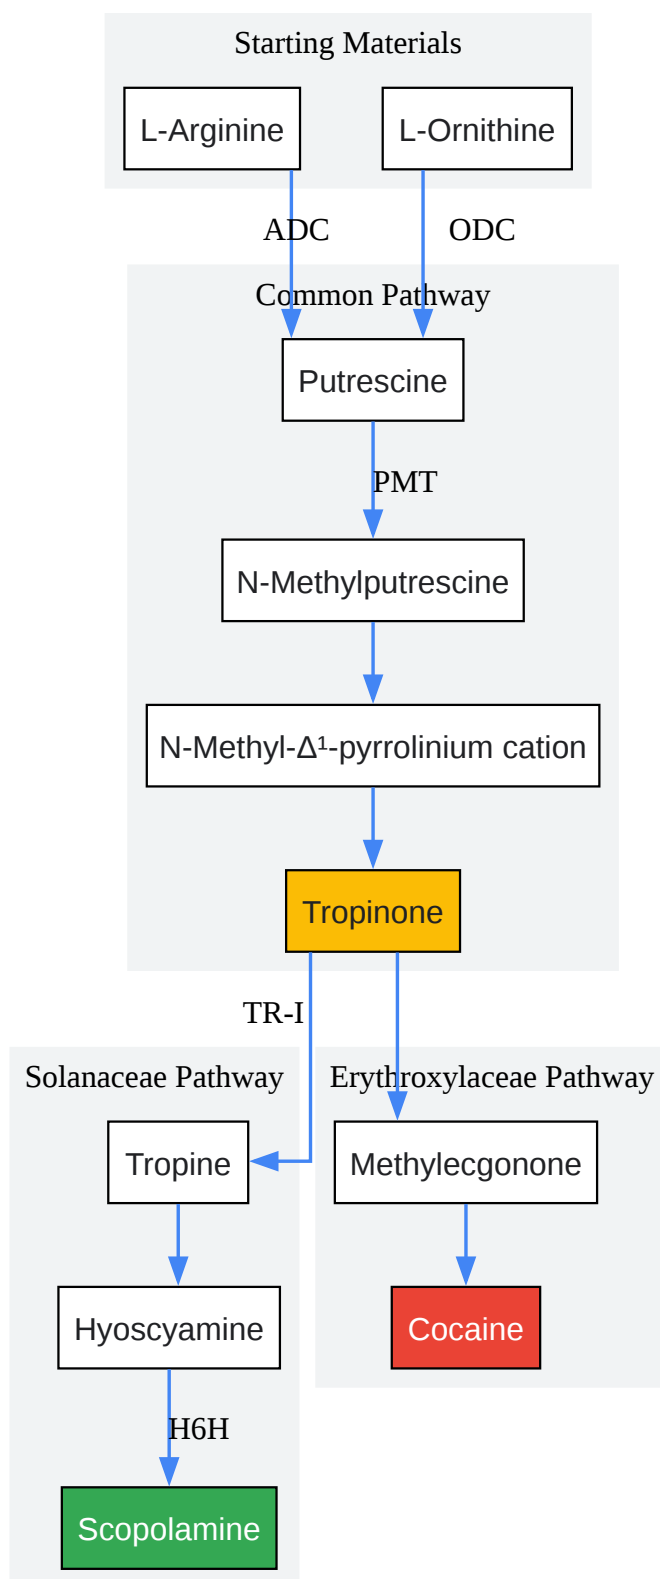 Starting Materials
L-Arginine
L-Ornithine
ADC
ODC
Common Pathway
Putrescine
PMT
N-Methylputrescine
N-Methyl-Δ¹-pyrrolinium cation
Tropinone
TR-I
Solanaceae Pathway
Erythroxylaceae Pathway
Tropine
Methylecgonone
Hyoscyamine
Cocaine
H6H
Scopolamine